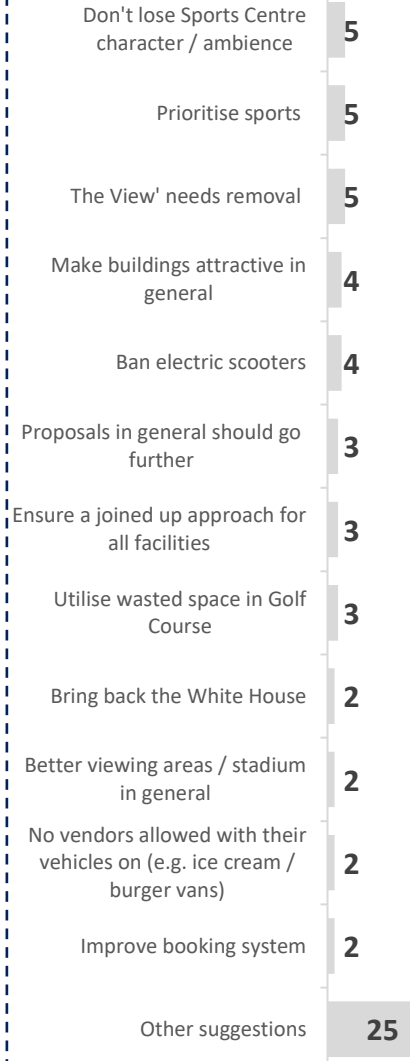 Don't lose Sports Centre
character / ambience
5
Prioritise sports
5
The View' needs removal
5
Make buildings attractive in
general
4
Ban electric scooters
4
Proposals in general should go
further
3
Ensure a joined up approach for
all facilities
3
Utilise wasted space in Golf
Course
3
Bring back the White House
2
Better viewing areas / stadium
in general
2
No vendors allowed with their
vehicles on (e.g. ice cream /
burger vans)
2
Improve booking system
2
Other suggestions
25